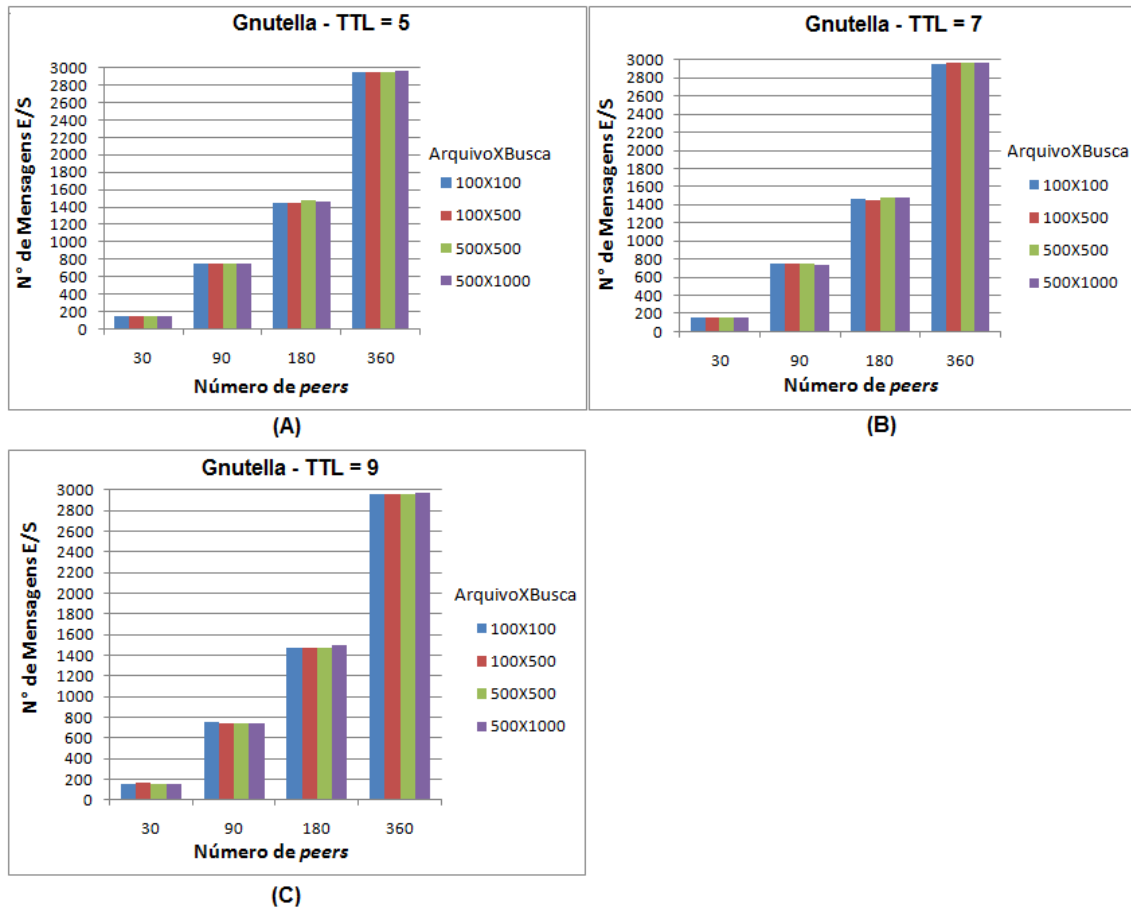 Gnutella - TTL = 5
N° de Mensagens E/S
3000
2800
2600
2400
2200
2000
1800
1600
1400
1200
1000
800
600
400
200
0
30 90 180 360
Número de peers
ArquivoXBusca
100X100
100X500
500X500
500X1000
(A)
Gnutella - TTL = 7
N° de Mensagens E/S
3000
2800
2600
2400
2200
2000
1800
1600
1400
1200
1000
800
600
400
200
0
30 90 180 360
Número de peers
ArquivoXBusca
100X100
100X500
500X500
500X1000
(B)
Gnutella - TTL = 9
N° de Mensagens E/S
3000
2800
2600
2400
2200
2000
1800
1600
1400
1200
1000
800
600
400
200
0
30 90 180 360
Número de peers
ArquivoXBusca
100X100
100X500
500X500
500X1000
(C)